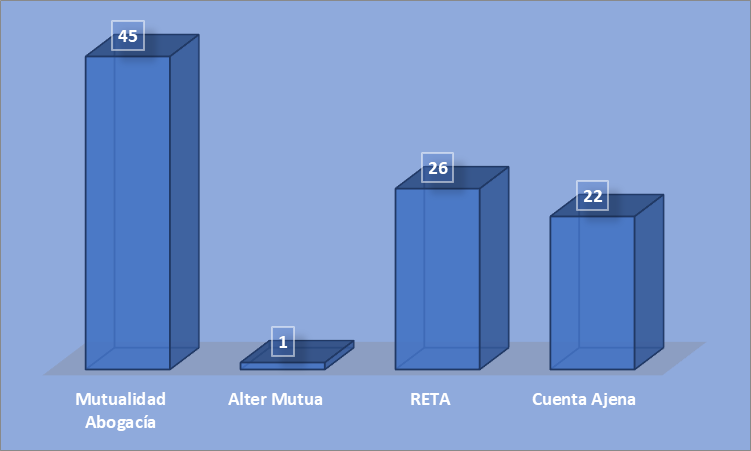 45
1
26
22
Mutualidad
Abogacía
Alter Mutua
RETA
Cuenta Ajena